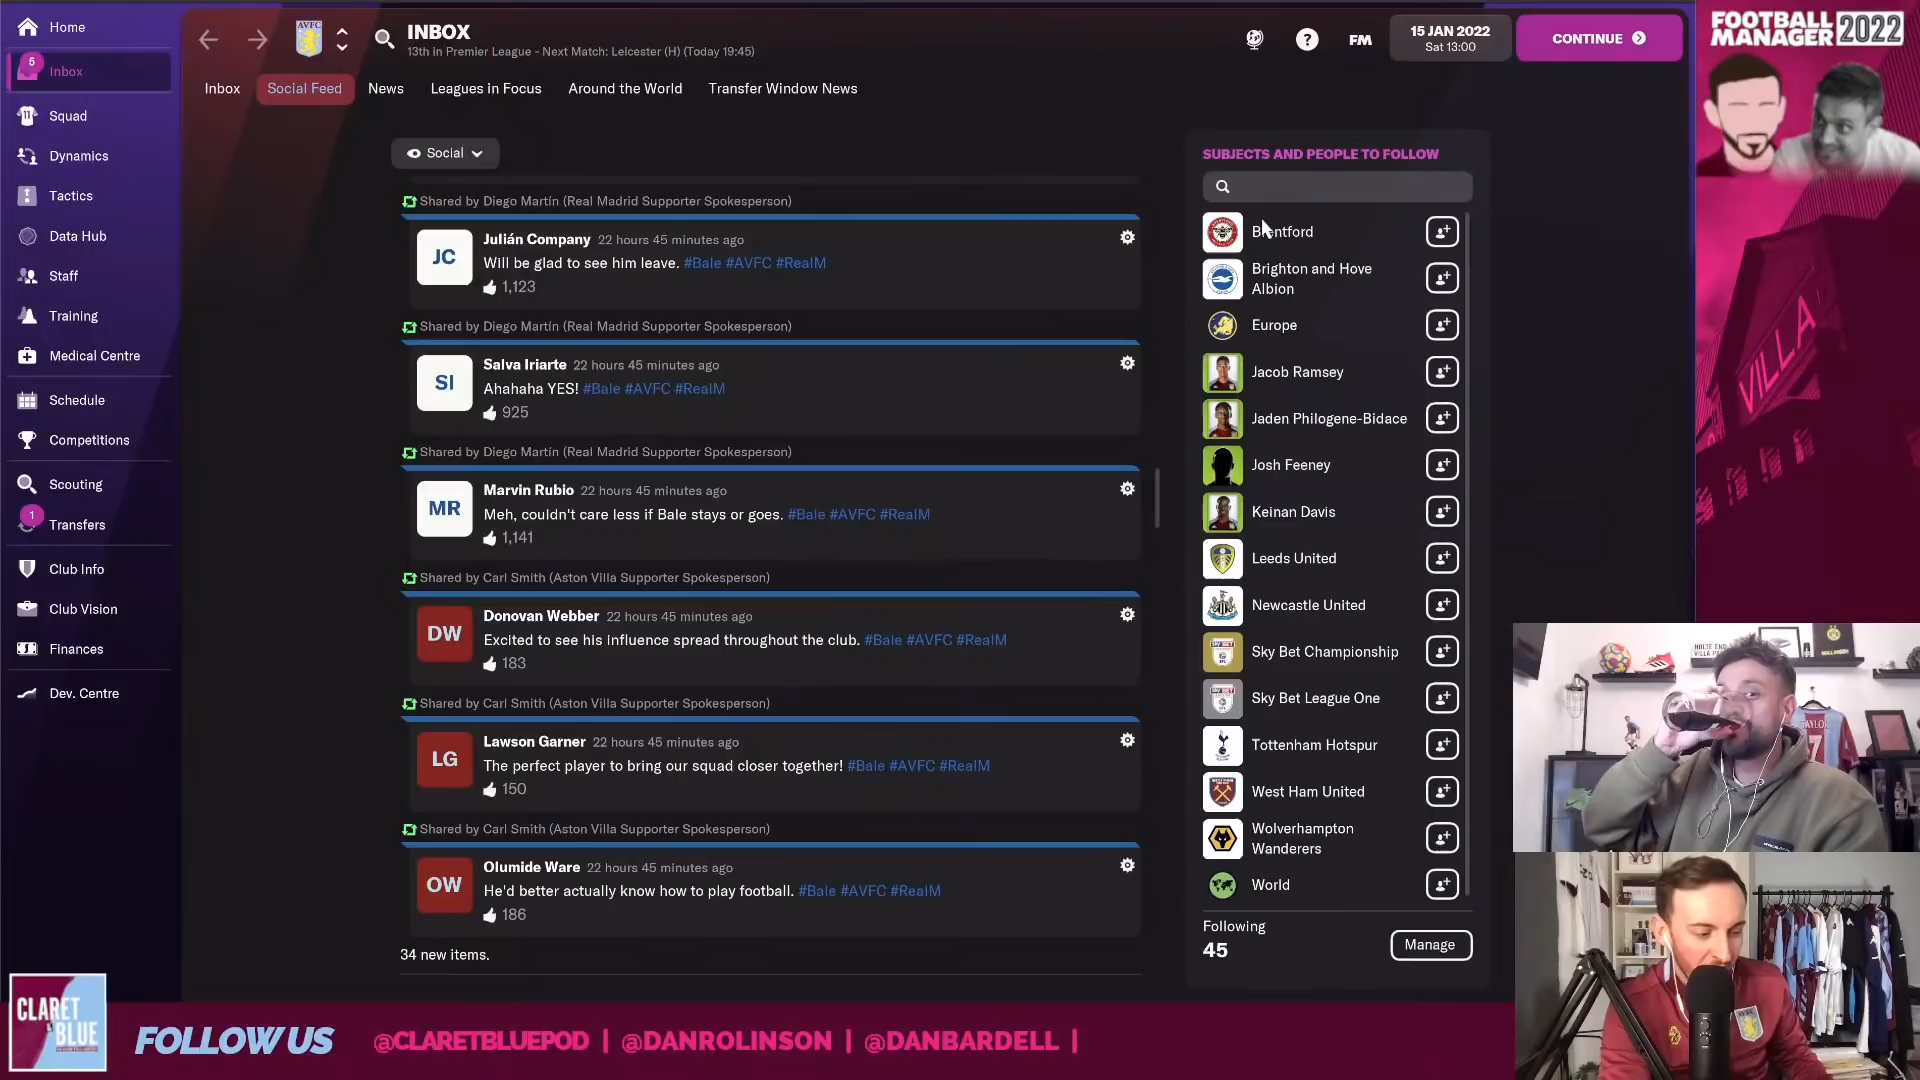 Home
5
Inbox
Squad
Dynamics
Tactics
Data Hub
Staff
Training
Medical Centre
Schedule
Competitions
Scouting
1
Transfers
Club Info
Club Vision
Finances
Dev. Centre
AVFC
INBOX
13th in Premier League - Next Match: Leicester (H) (Today 19:45)
?
FM
15 JAN 2022
Sat 13:00
CONTINUE
FOOTBALL
MANAGER 2022
Inbox
Social Feed
News
Leagues in Focus
Around the World
Transfer Window News
Social
Shared by Diego Martín (Real Madrid Supporter Spokesperson)
JC
Julián Company 22 hours 45 minutes ago
Will be glad to see him leave. #Bale #AVFC #RealM
1,123
Shared by Diego Martín (Real Madrid Supporter Spokesperson)
SI
Salva Iriarte 22 hours 45 minutes ago
Ahahaha YES! #Bale #AVFC #RealM
925
Shared by Diego Martín (Real Madrid Supporter Spokesperson)
MR
Marvin Rubio 22 hours 45 minutes ago
Meh, couldn't care less if Bale stays or goes. #Bale #AVFC #RealM
1,141
Shared by Carl Smith (Aston Villa Supporter Spokesperson)
DW
Donovan Webber 22 hours 45 minutes ago
Excited to see his influence spread throughout the club. #Bale #AVFC #RealM
183
Shared by Carl Smith (Aston Villa Supporter Spokesperson)
LG
Lawson Garner 22 hours 45 minutes ago
The perfect player to bring our squad closer together! #Bale #AVFC #RealM
150
Shared by Carl Smith (Aston Villa Supporter Spokesperson)
OW
Olumide Ware 22 hours 45 minutes ago
He'd better actually know how to play football. #Bale #AVFC #RealM
186
34 new items.
SUBJECTS AND PEOPLE TO FOLLOW
Brentford
Brighton and Hove
Albion
Europe
Jacob Ramsey
Jaden Philogene-Bidace
Josh Feeney
Keinan Davis
Leeds United
Newcastle United
Sky Bet Championship
Sky Bet League One
Tottenham Hotspur
West Ham United
Wolverhampton
Wanderers
World
Following
45
Manage
VILLA
HOLTE END
TAYLOR
7
CLARET
& BLUE
FOLLOW US
@CLARETBLUEPOD | @DANROLINSON | @DANBARDELL |